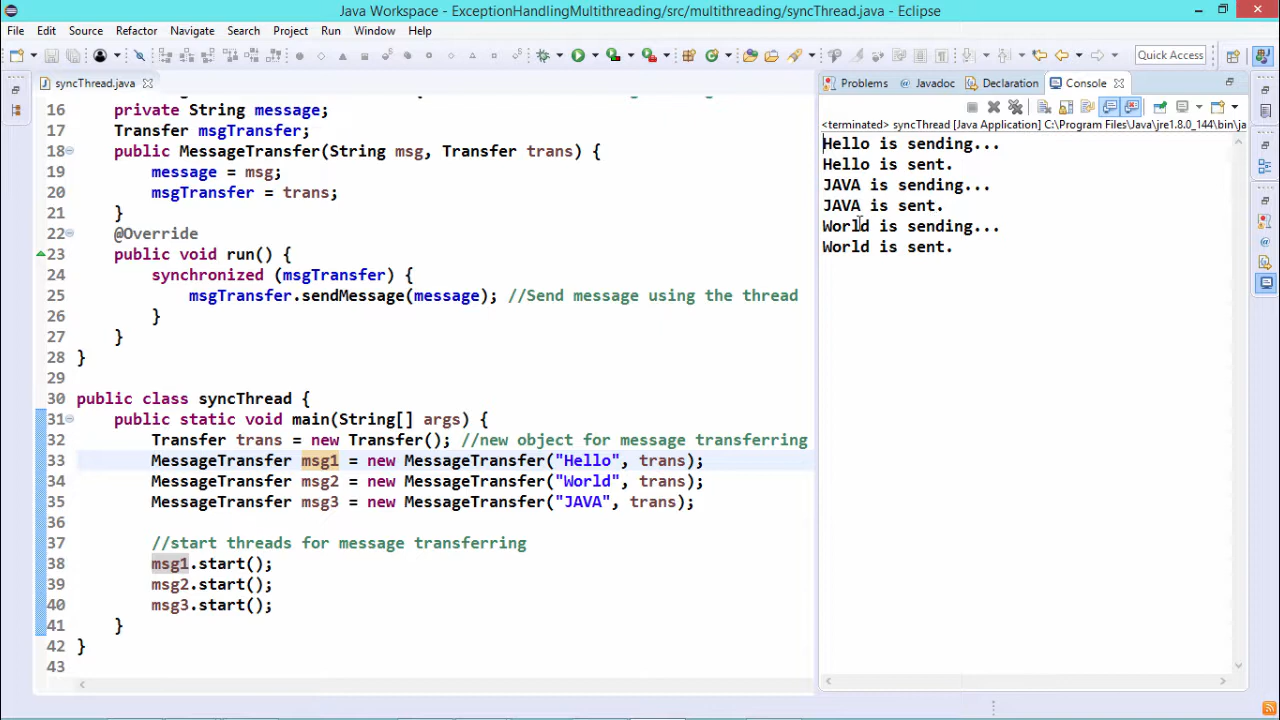 Java Workspace - ExceptionHandlingMultithreading/src/multithreading/syncThread.java - Eclipse
File Edit Source Refactor Navigate Search Project Run Window Help
Quick Access
syncThread.java
16 private String message;
17 Transfer msgTransfer;
18 public MessageTransfer(String msg, Transfer trans) {
19 message = msg;
20 msgTransfer = trans;
21 }
22 @Override
23 public void run() {
24 synchronized (msgTransfer) {
25 msgTransfer.sendMessage(message); //Send message using the thread
26 }
27 }
28 }
29
30 public class syncThread {
31 public static void main(String[] args) {
32 Transfer trans = new Transfer(); //new object for message transferring
33 MessageTransfer msg1 = new MessageTransfer("Hello", trans);
34 MessageTransfer msg2 = new MessageTransfer("World", trans);
35 MessageTransfer msg3 = new MessageTransfer("JAVA", trans);
36
37 //start threads for message transferring
38 msg1.start();
39 msg2.start();
40 msg3.start();
41 }
42 }
43
Problems @ Javadoc Declaration Console
<terminated> syncThread [Java Application] C:\Program Files\Java\jre1.8.0_144\bin\ja
Hello is sending...
Hello is sent.
JAVA is sending...
JAVA is sent.
World is sending...
World is sent.